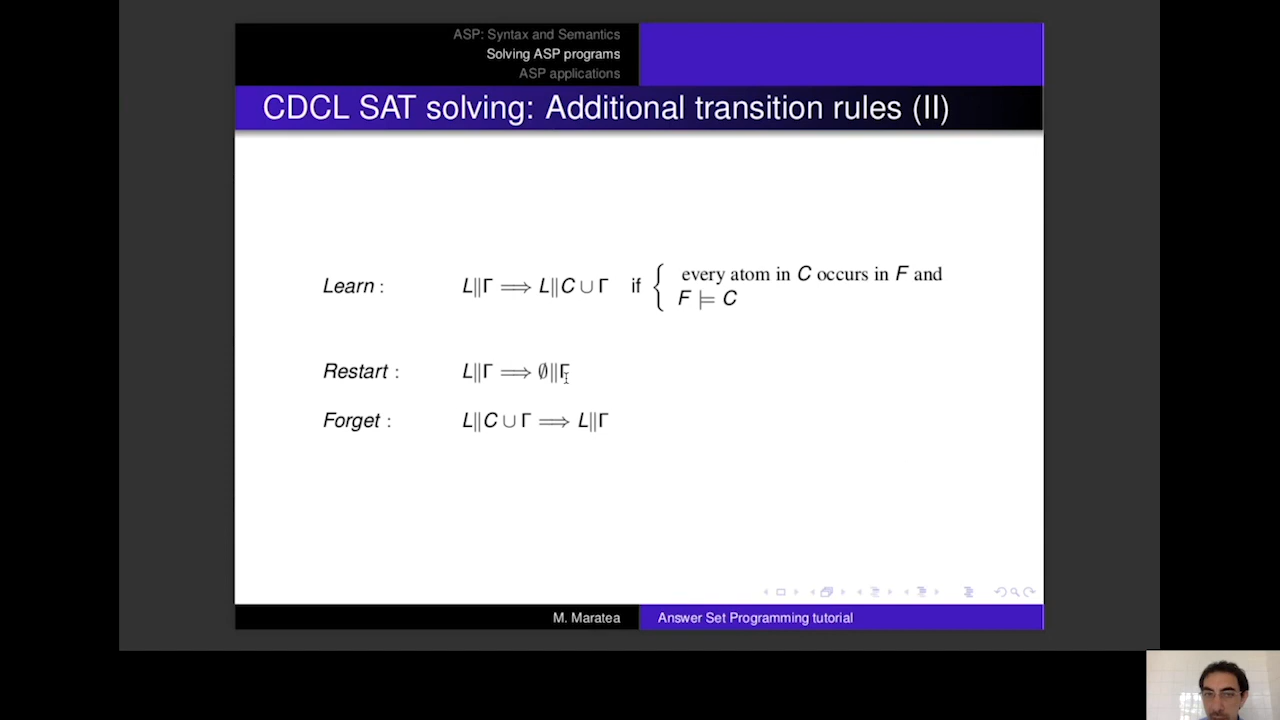 ASP: Syntax and Semantics
Solving ASP programs
ASP applications
CDCL SAT solving: Additional transition rules (II)
Learn : L||Γ ⟹ L||C ∪ Γ if { every atom in C occurs in F and
F ⊨ C
Restart : L||Γ ⟹ ∅||Γ
Forget : L||C ∪ Γ ⟹ L||Γ
M. Maratea Answer Set Programming tutorial